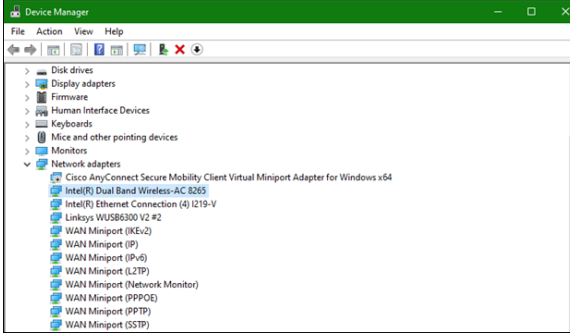 Device Manager
File Action View Help
Disk drives
Display adapters
Firmware
Human Interface Devices
Keyboards
Mice and other pointing devices
Monitors
Network adapters
Cisco AnyConnect Secure Mobility Client Virtual Miniport Adapter for Windows x64
Intel(R) Dual Band Wireless-AC 8265
Intel(R) Ethernet Connection (4) I219-V
Linksys WUSB6300 V2 #2
WAN Miniport (IKEv2)
WAN Miniport (IP)
WAN Miniport (IPv6)
WAN Miniport (L2TP)
WAN Miniport (Network Monitor)
WAN Miniport (PPPOE)
WAN Miniport (PPTP)
WAN Miniport (SSTP)